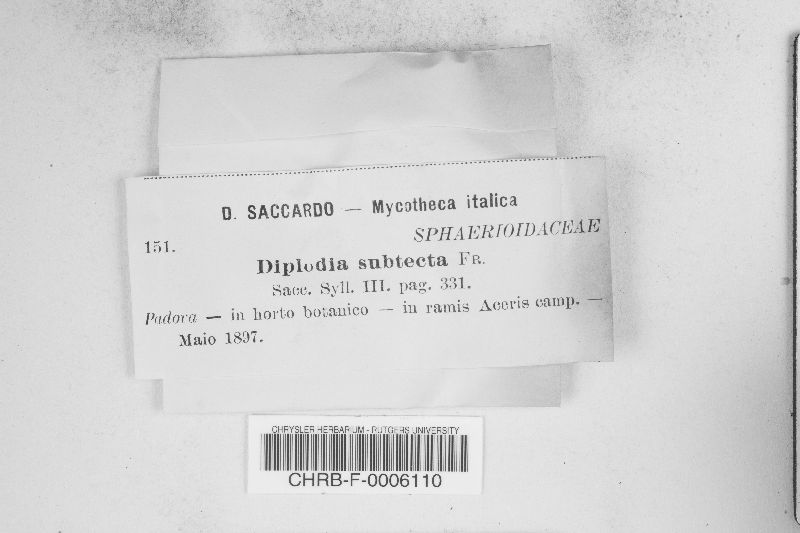 D. SACCARDO — Mycotheca italica
151. SPHAERIOIDACEAE
Diplodia subtecta FR.
Sacc. Syll. III. pag. 331.
Padova — in horto botanico — in ramis Aceris camp. —
Maio 1897.
CHRYSLER HERBARIUM - RUTGERS UNIVERSITY
CHRB-F-0006110